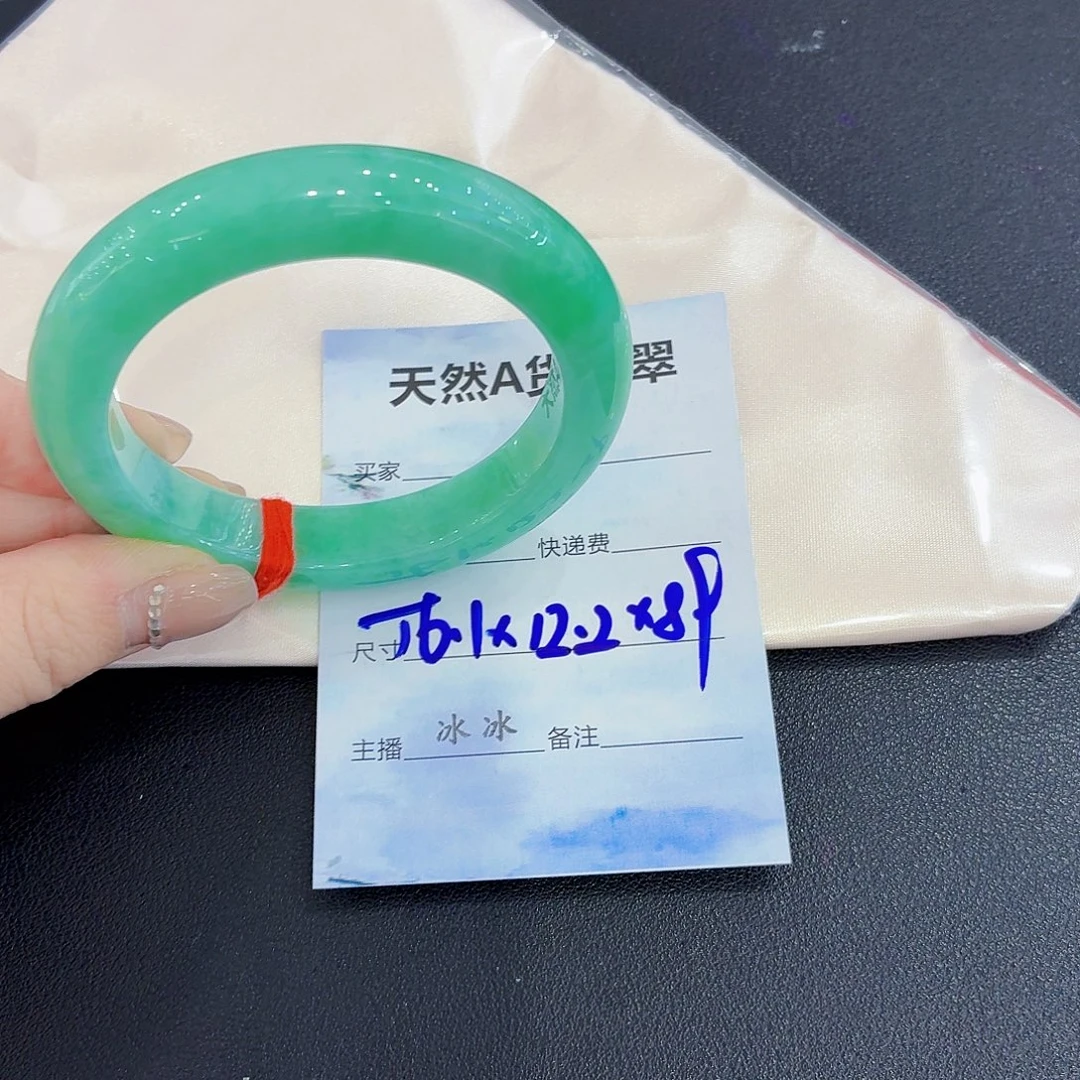 天然A货 翠
买家
快递费
尺寸 56.1×12.2×8.9
主播 冰冰 备注